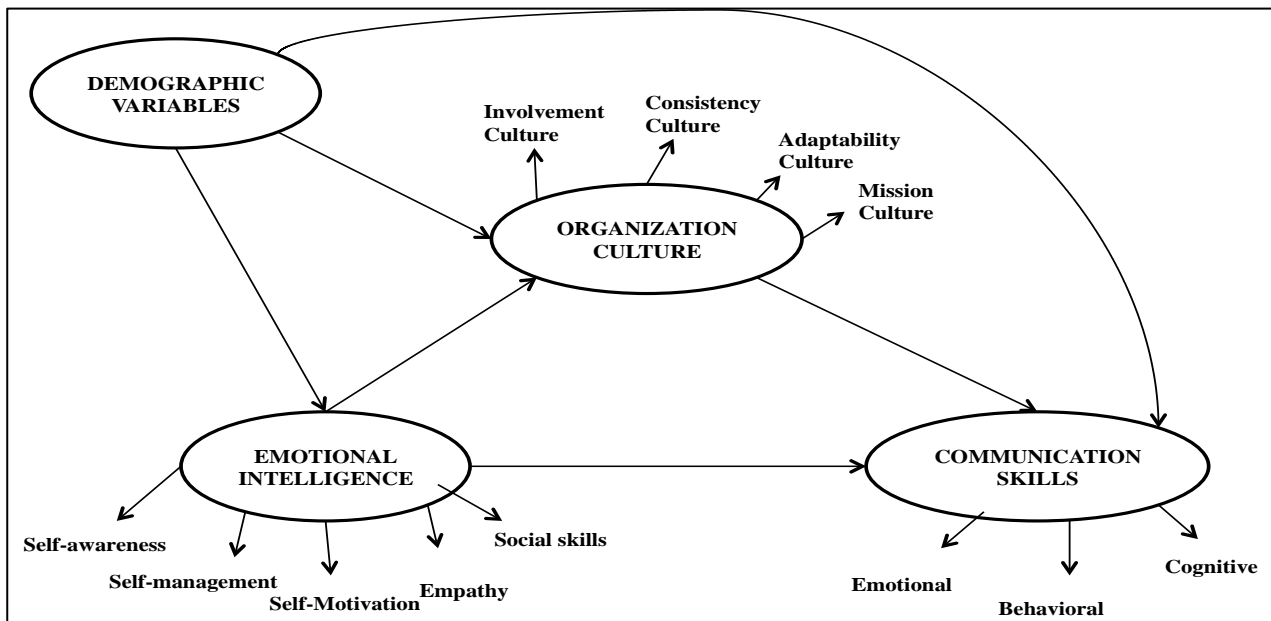 DEMOGRAPHIC
VARIABLES
Involvement
Culture
Consistency
Culture
Adaptability
Culture
Mission
Culture
ORGANIZATION
CULTURE
EMOTIONAL
INTELLIGENCE
COMMUNICATION
SKILLS
Self-awareness
Self-management
Self-Motivation
Empathy
Social skills
Emotional
Behavioral
Cognitive